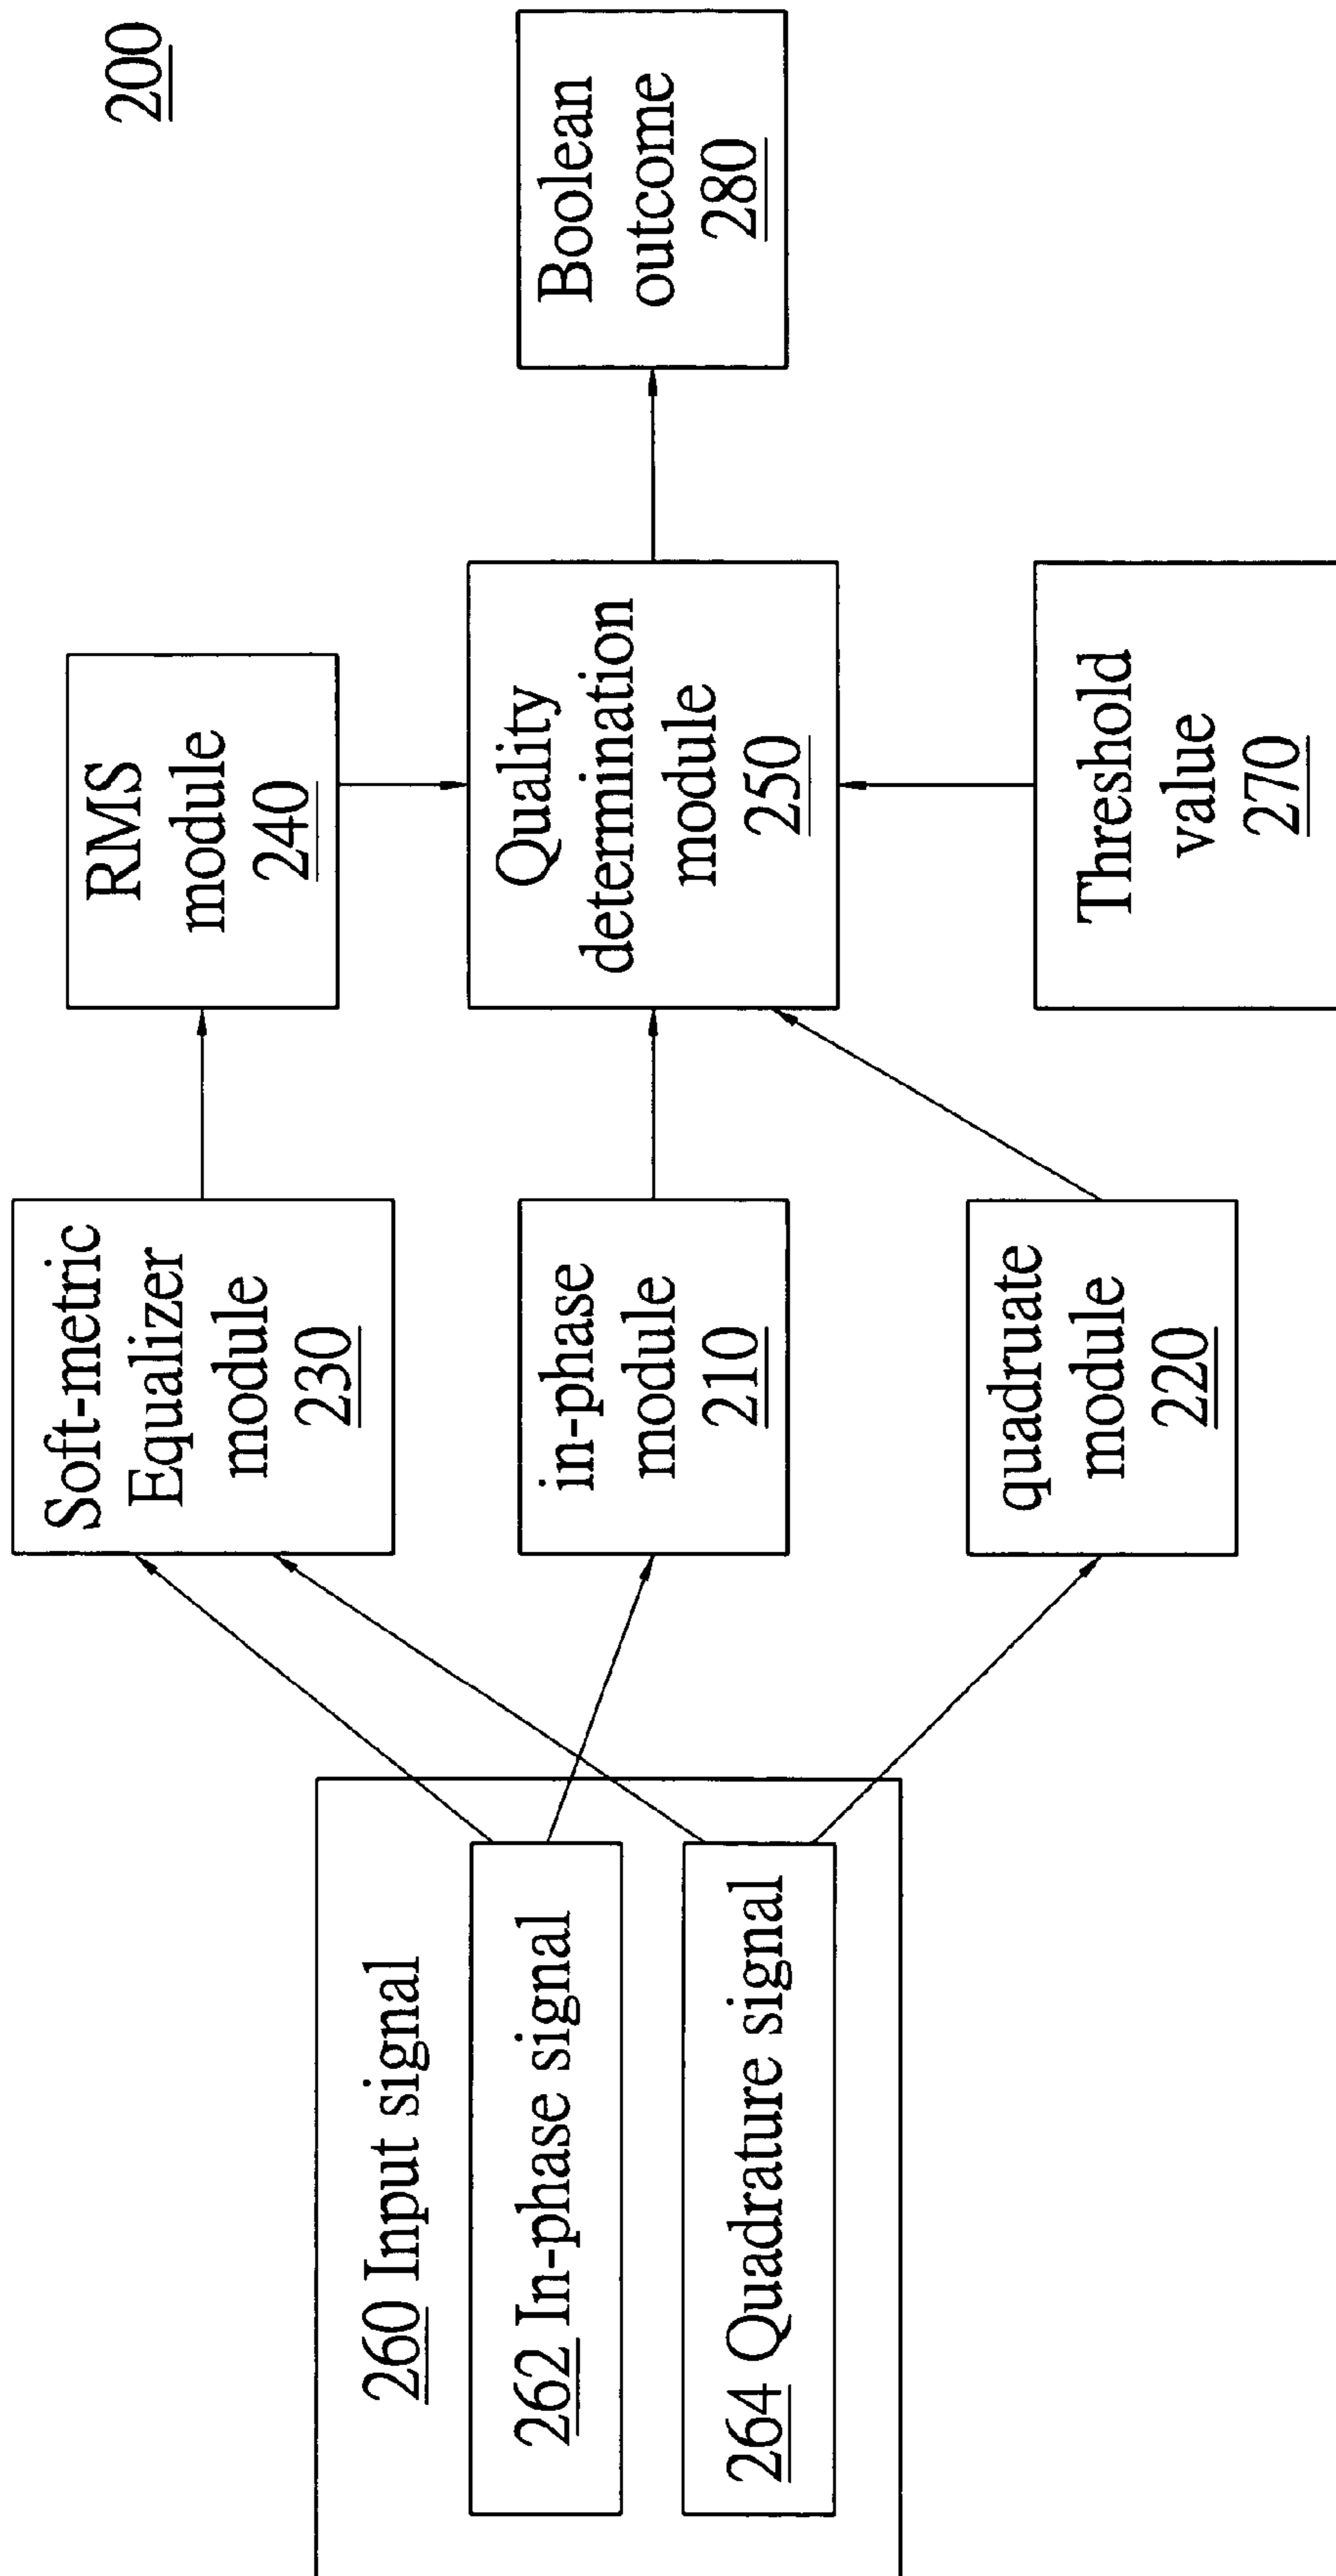 200
260 Input signal
262 In-phase signal
264 Quadrature signal
Soft-metric
Equalizer
module
230
in-phase
module
210
quadruate
module
220
RMS
module
240
Quality
determination
module
250
Threshold
value
270
Boolean
outcome
280